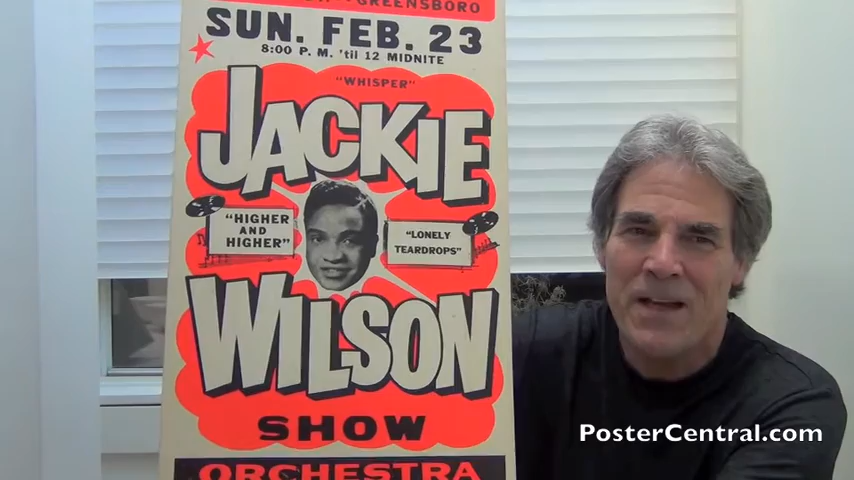 GREENSBORO
SUN. FEB. 23
8:00 P. M. 'til 12 MIDNITE
"WHISPER"
JACKIE
"HIGHER
AND
HIGHER"
"LONELY
TEARDROPS"
WILSON
SHOW
ORCHESTRA
PosterCentral.com